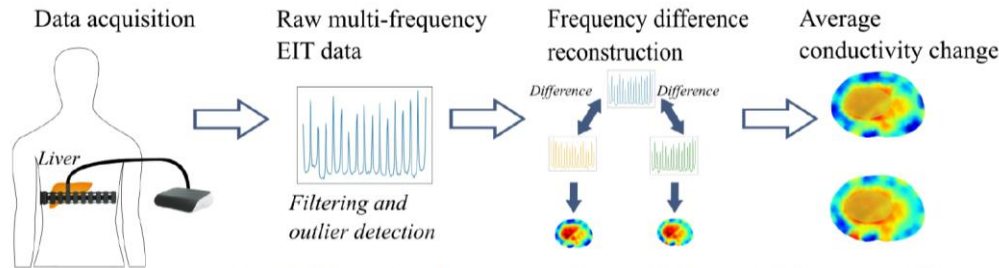 Data acquisition
Raw multi-frequency
EIT data
Frequency difference
reconstruction
Average
conductivity change
Liver
Filtering and
outlier detection
Difference
Difference